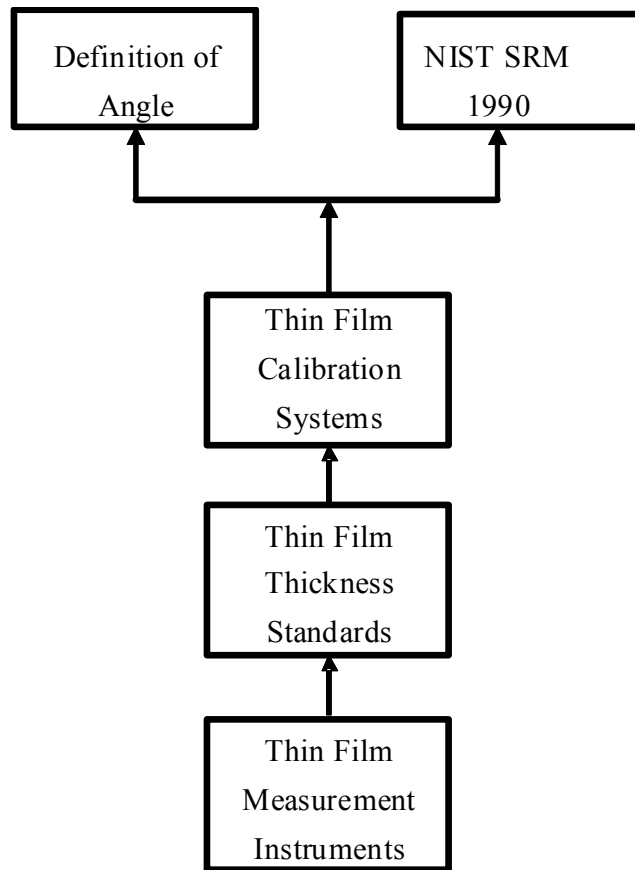 Definition of
Angle
NIST SRM
1990
Thin Film
Calibration
Systems
Thin Film
Thickness
Standards
Thin Film
Measurement
Instruments